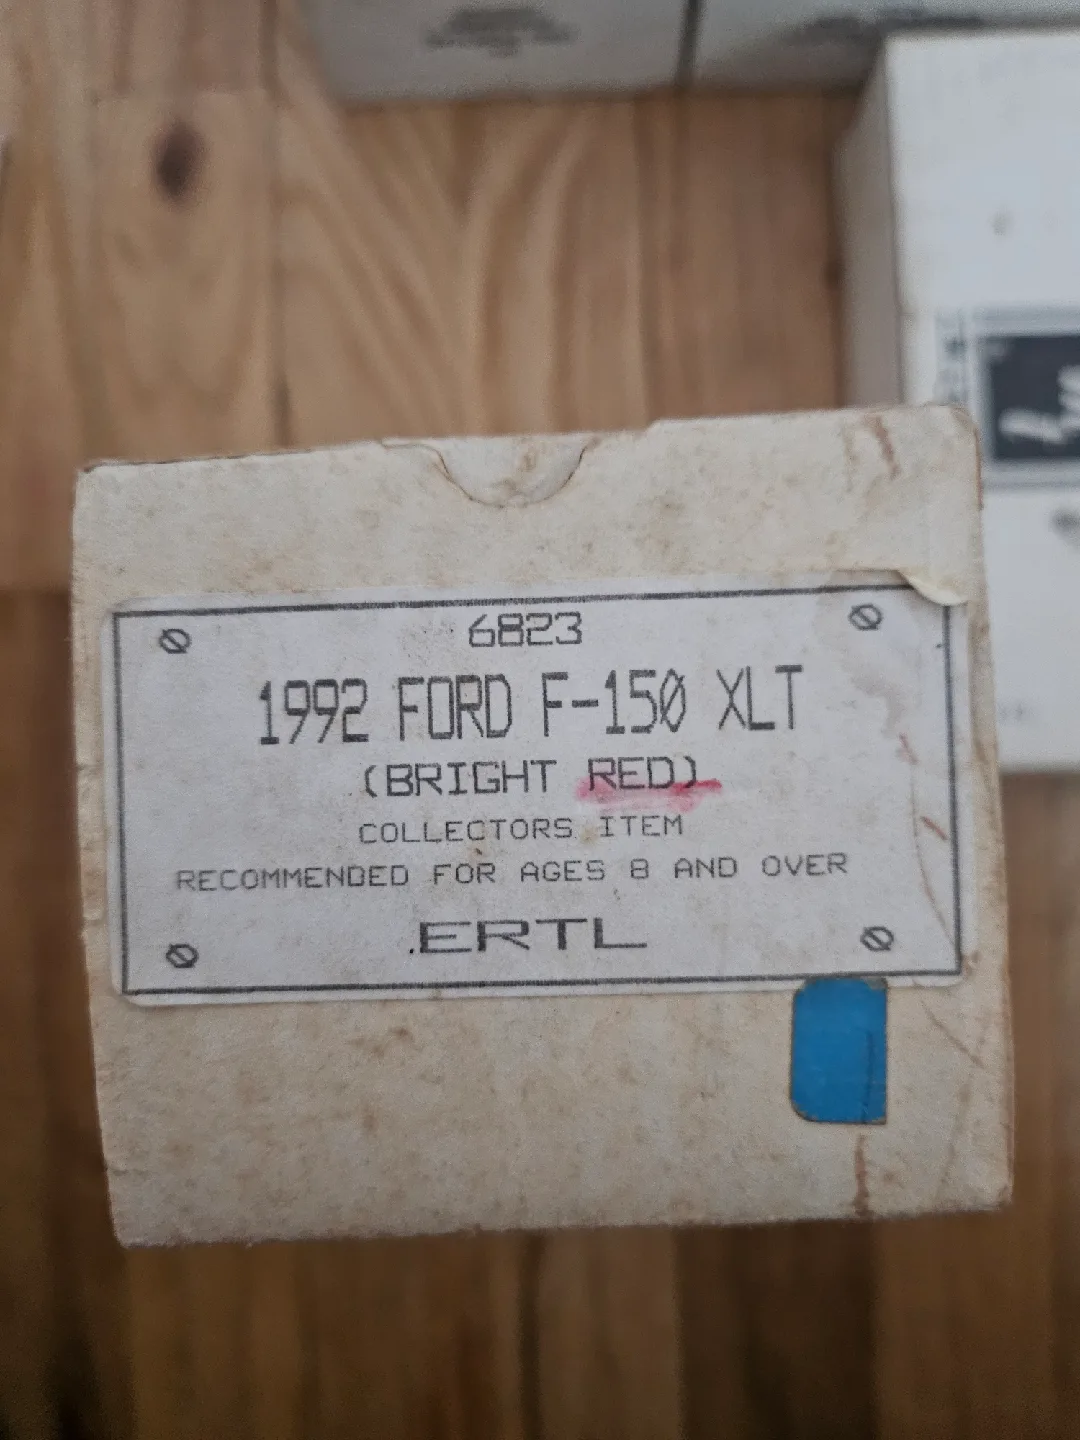 6823
1992 FORD F-150 XLT
(BRIGHT RED)
COLLECTORS ITEM
RECOMMENDED FOR AGES 8 AND OVER
.ERTL